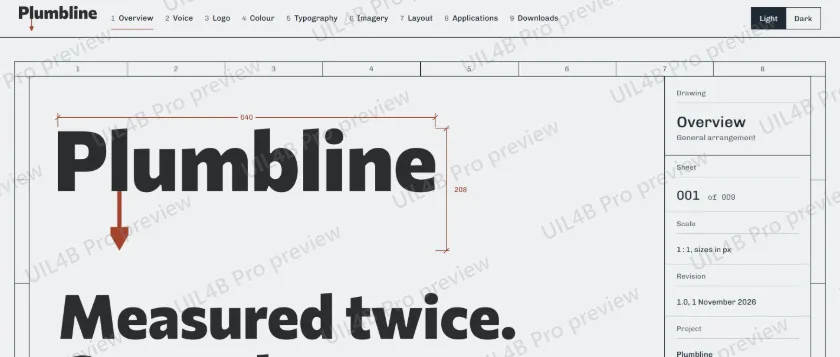 Plumbline
1 Overview 2 Voice 3 Logo 4 Colour 5 Typography 6 Imagery 7 Layout 8 Applications 9 Downloads
Light Dark
1 2 3 4 5 6 7 8
640
Plumbline
208
Measured twice.
Drawing
Overview
General arrangement
Sheet
001 of 009
Scale
1:1, sizes in px
Revision
1.0, 1 November 2026
Project
Plumbline
UIL4B Pro preview